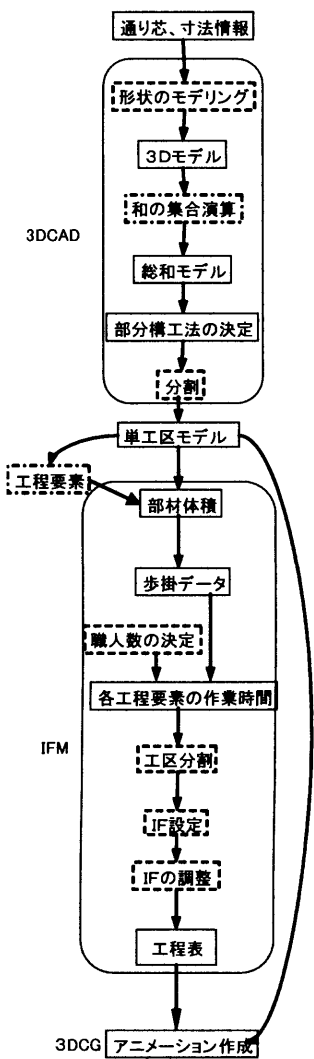 通り芯、寸法情報
形状のモデリング
3Dモデル
和の集合演算
3DCAD
総和モデル
部分構工法の決定
分割
単工区モデル
工程要素
部材体積
歩掛データ
職人数の決定
各工程要素の作業時間
IFM
工区分割
IF設定
IFの調整
工程表
3DCG
アニメーション作成